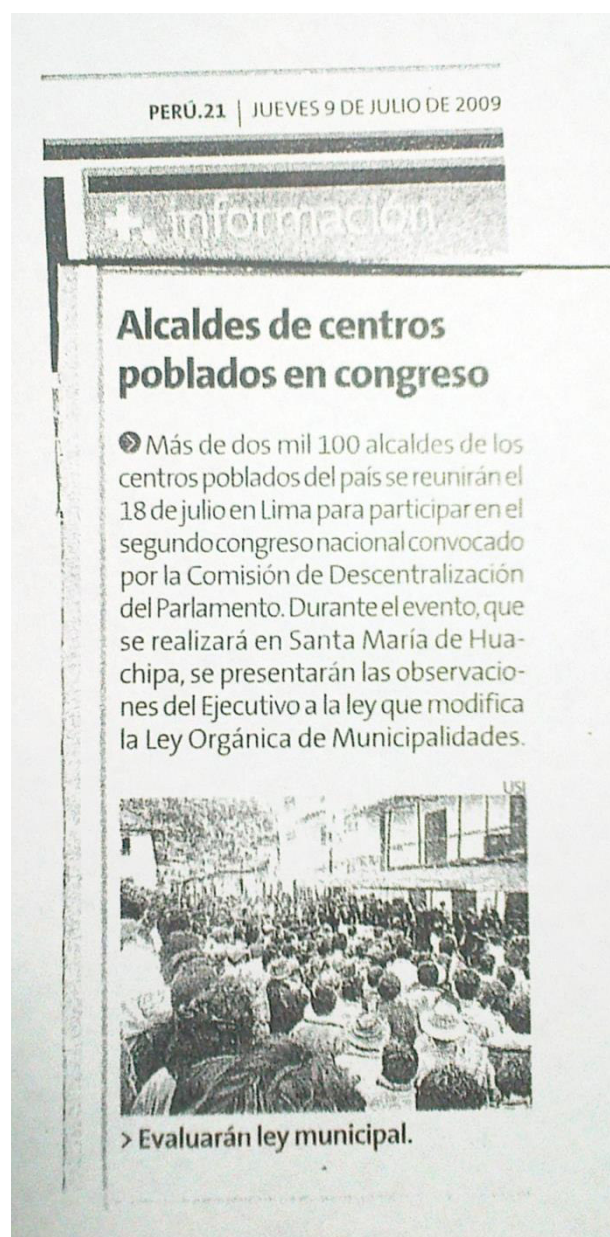 PERÚ.21 | JUEVES 9 DE JULIO DE 2009
+. información
Alcaldes de centros
poblados en congreso
Más de dos mil 100 alcaldes de los
centros poblados del país se reunirán el
18 de julio en Lima para participar en el
segundo congreso nacional convocado
por la Comisión de Descentralización
del Parlamento. Durante el evento, que
se realizará en Santa María de Hua-
chipa, se presentarán las observacio-
nes del Ejecutivo a la ley que modifica
la Ley Orgánica de Municipalidades.
USI
> Evaluarán ley municipal.